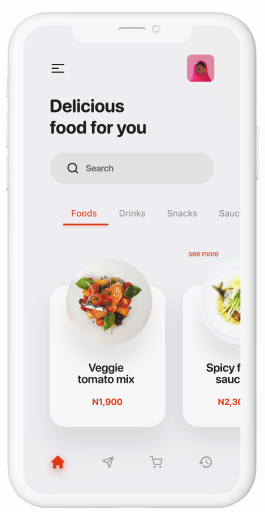 Delicious
food for you
Search
Foods Drinks Snacks Sauc
see more
Veggie
tomato mix
N1,900
Spicy f
sauc
N2,30